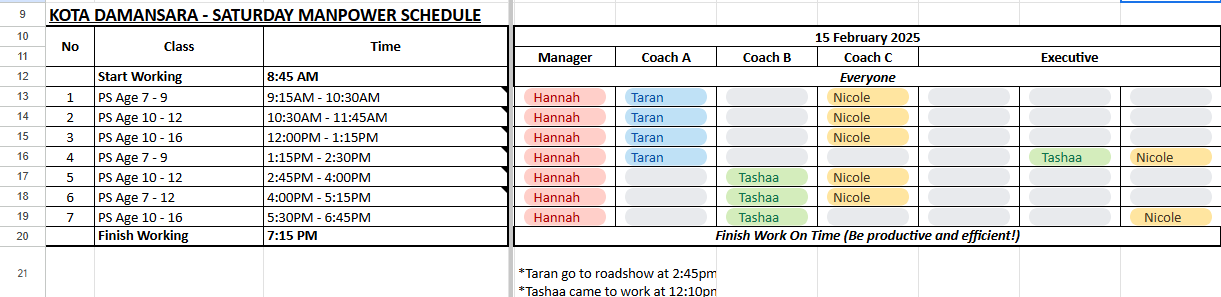 9 KOTA DAMANSARA - SATURDAY MANPOWER SCHEDULE
10 No Class Time 15 February 2025
11 Manager Coach A Coach B Coach C Executive
12 Start Working 8:45 AM Everyone
13 1 PS Age 7 - 9 9:15AM - 10:30AM Hannah Taran Nicole
14 2 PS Age 10 - 12 10:30AM - 11:45AM Hannah Taran Nicole
15 3 PS Age 10 - 16 12:00PM - 1:15PM Hannah Taran Nicole
16 4 PS Age 7 - 9 1:15PM - 2:30PM Hannah Taran Tashaa Nicole
17 5 PS Age 10 - 12 2:45PM - 4:00PM Hannah Tashaa Nicole
18 6 PS Age 7 - 12 4:00PM - 5:15PM Hannah Tashaa Nicole
19 7 PS Age 10 - 16 5:30PM - 6:45PM Hannah Tashaa Nicole
20 Finish Working 7:15 PM Finish Work On Time (Be productive and efficient!)
21 *Taran go to roadshow at 2:45pm
*Tashaa came to work at 12:10pm